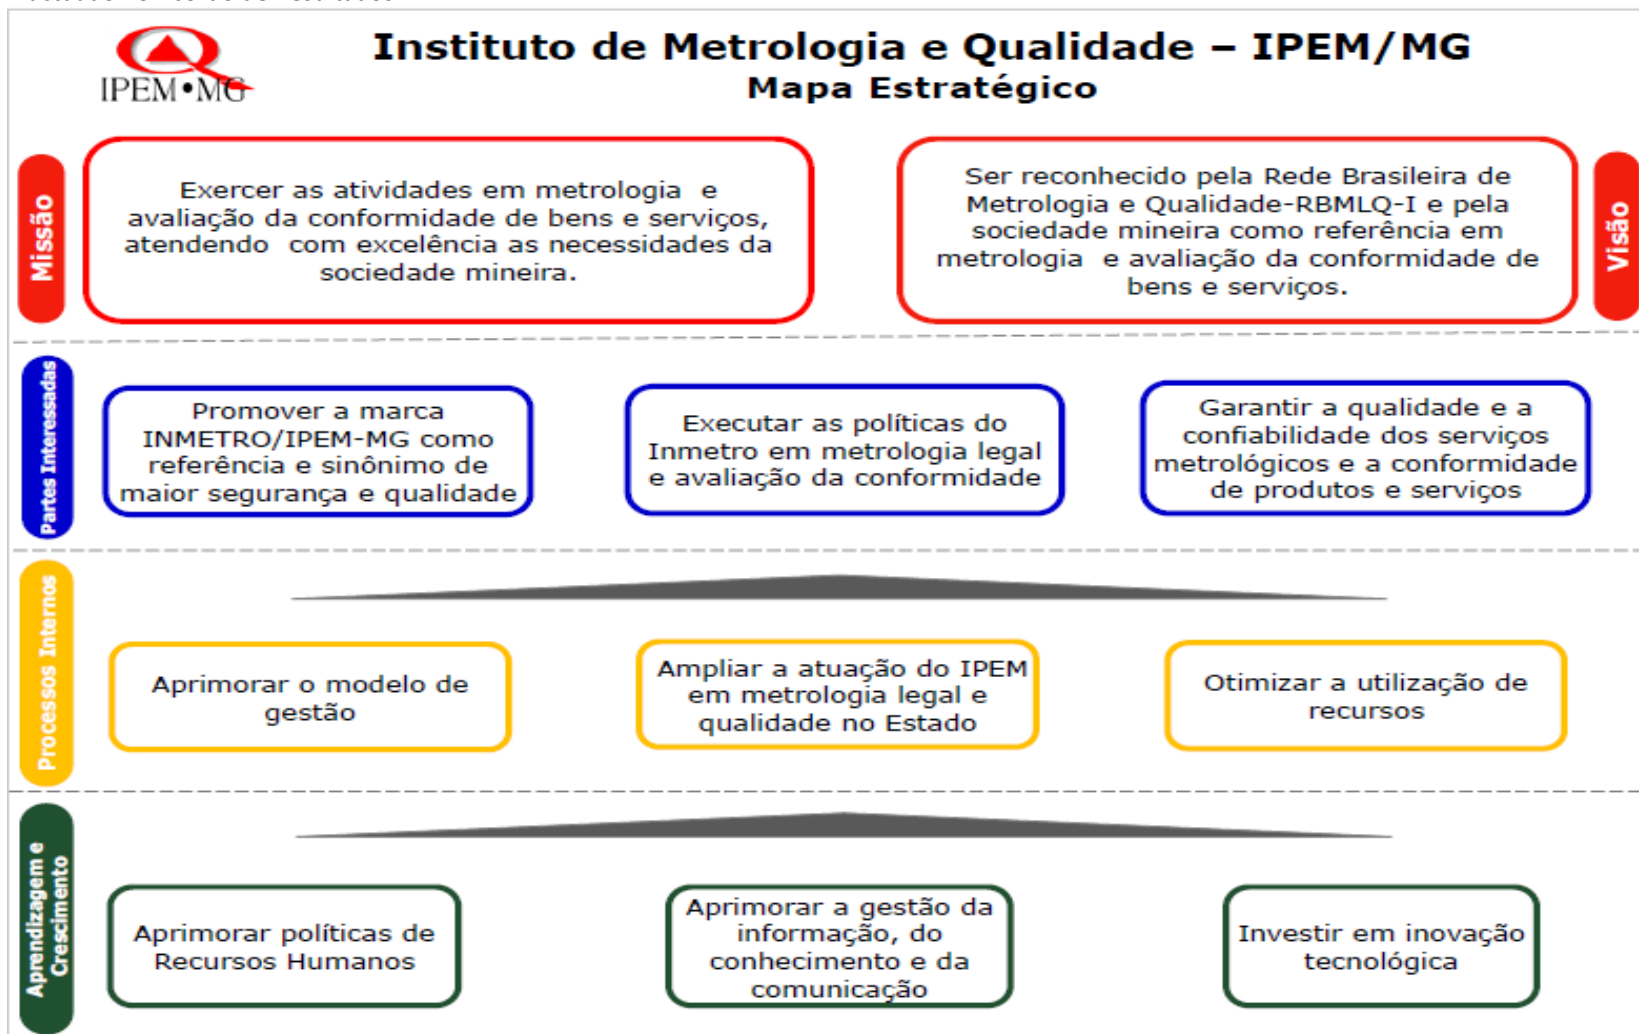 Instituto de Metrologia e Qualidade – IPEM/MG
Mapa Estratégico
IPEM•MG
Missão
Exercer as atividades em metrologia e
avaliação da conformidade de bens e serviços,
atendendo com excelência as necessidades da
sociedade mineira.
Ser reconhecido pela Rede Brasileira de
Metrologia e Qualidade-RBMLQ-I e pela
sociedade mineira como referência em
metrologia e avaliação da conformidade de
bens e serviços.
Visão
Partes Interessadas
Promover a marca
INMETRO/IPEM-MG como
referência e sinônimo de
maior segurança e qualidade
Executar as políticas do
Inmetro em metrologia legal
e avaliação da conformidade
Garantir a qualidade e a
confiabilidade dos serviços
metrológicos e a conformidade
de produtos e serviços
Processos Internos
Aprimorar o modelo de
gestão
Ampliar a atuação do IPEM
em metrologia legal e
qualidade no Estado
Otimizar a utilização de
recursos
Aprendizagem e
Crescimento
Aprimorar políticas de
Recursos Humanos
Aprimorar a gestão da
informação, do
conhecimento e da
comunicação
Investir em inovação
tecnológica